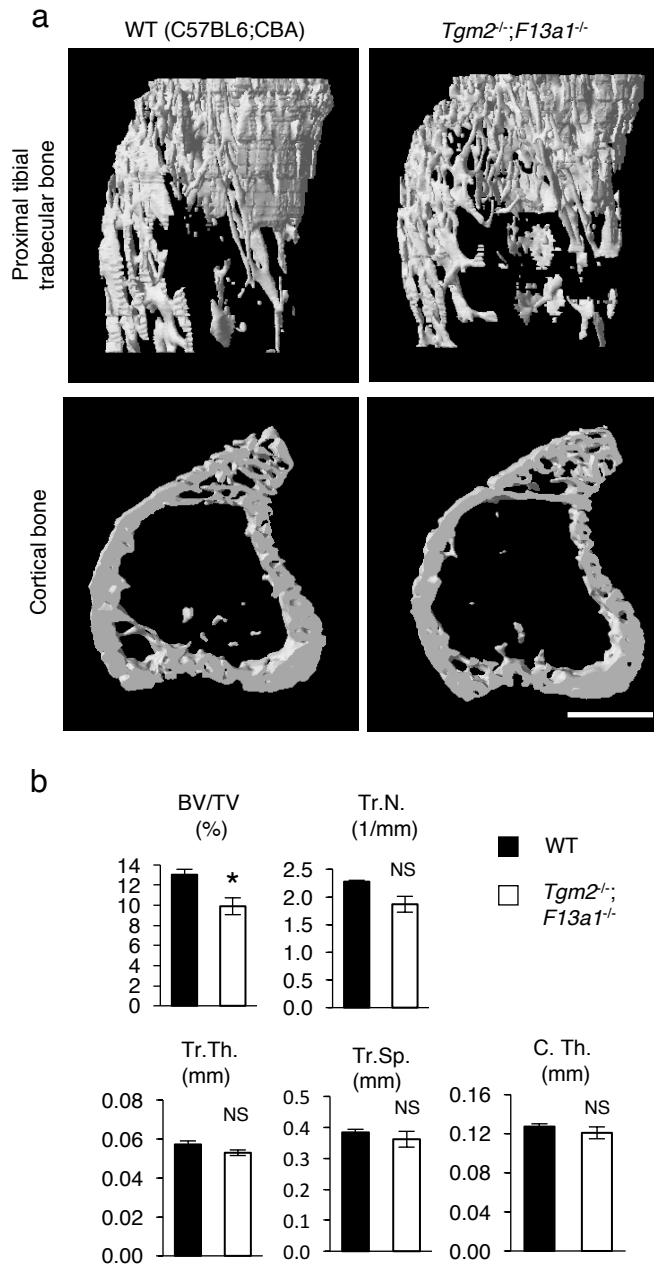 a
WT (C57BL6;CBA)
Tgm2-/-;F13a1-/-
Proximal tibial
trabecular bone
Cortical bone
b
BV/TV
(%)
14
12
10
8
6
4
2
0
*
Tr.N.
(1/mm)
2.5
2.0
1.5
1.0
0.5
0.0
NS
WT
Tgm2-/-;
F13a1-/-
Tr.Th.
(mm)
0.08
0.06
0.04
0.02
0.00
NS
Tr.Sp.
(mm)
0.5
0.4
0.3
0.2
0.1
0.0
NS
C. Th.
(mm)
0.16
0.12
0.08
0.04
0.00
NS